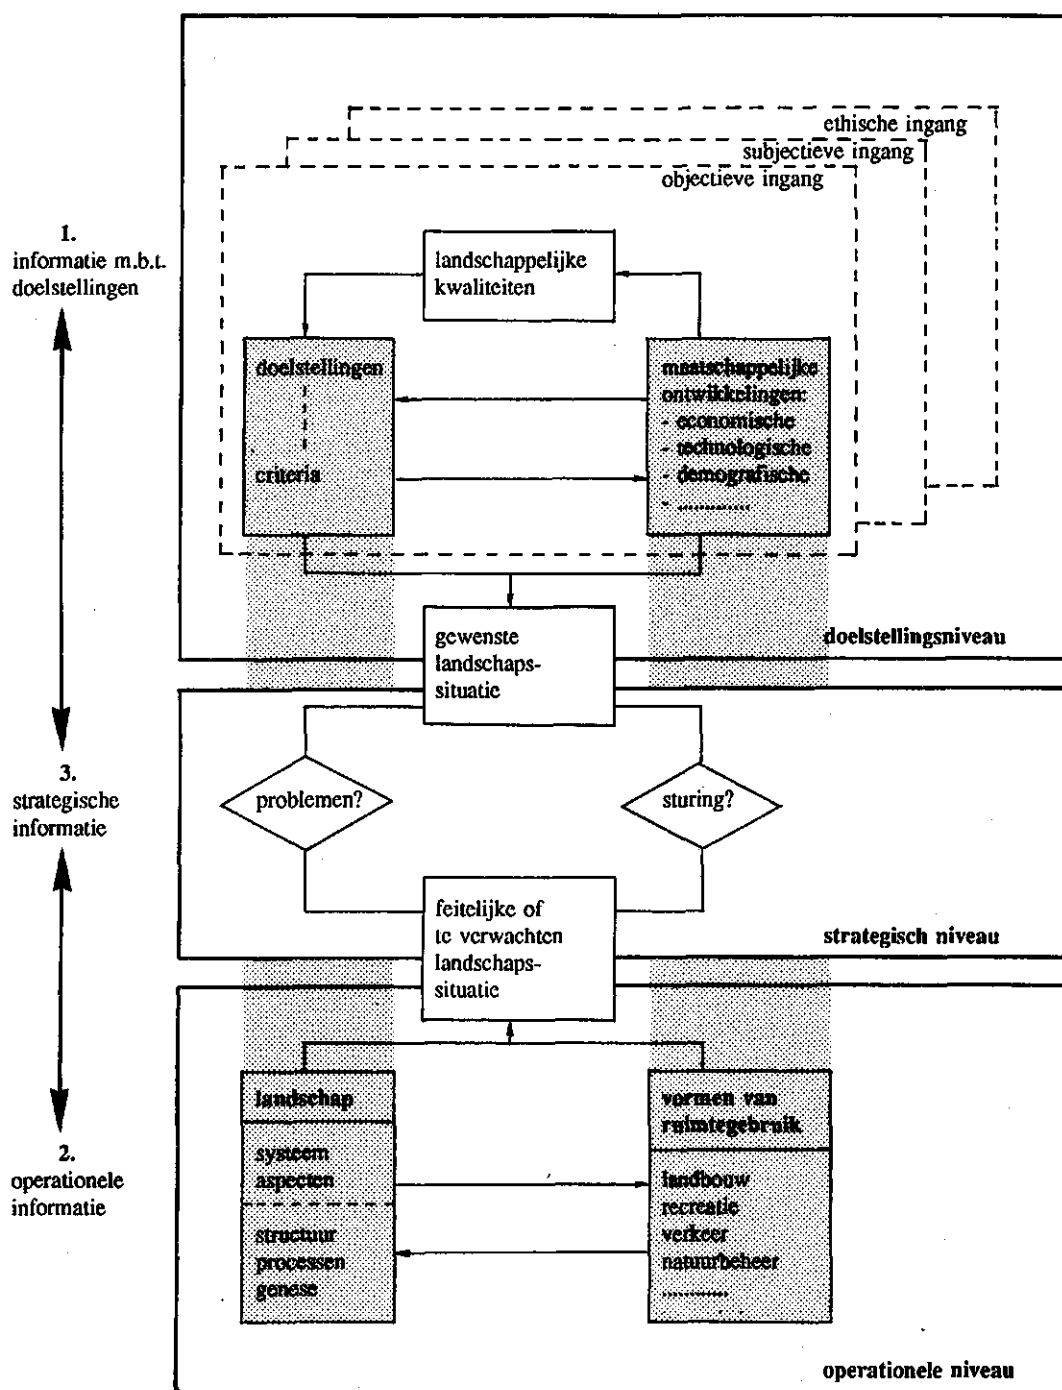 ethische ingang
subjectieve ingang
objectieve ingang
1.
informatie m.b.t.
doelstellingen
landschappelijke
kwaliteiten
doelstellingen
criteria
maatschappelijke
ontwikkelingen:
- economische
- technologische
- demografische
- .............
gewenste
landschaps-
situatie
doelstellingsniveau
3.
strategische
informatie
problemen?
sturing?
feitelijke of
te verwachten
landschaps-
situatie
strategisch niveau
2.
operationele
informatie
landschap
systeem
aspecten
structuur
processen
genese
vormen van
ruimtegebruik
landbouw
recreatie
verkeer
natuurbeheer
............
operationele niveau